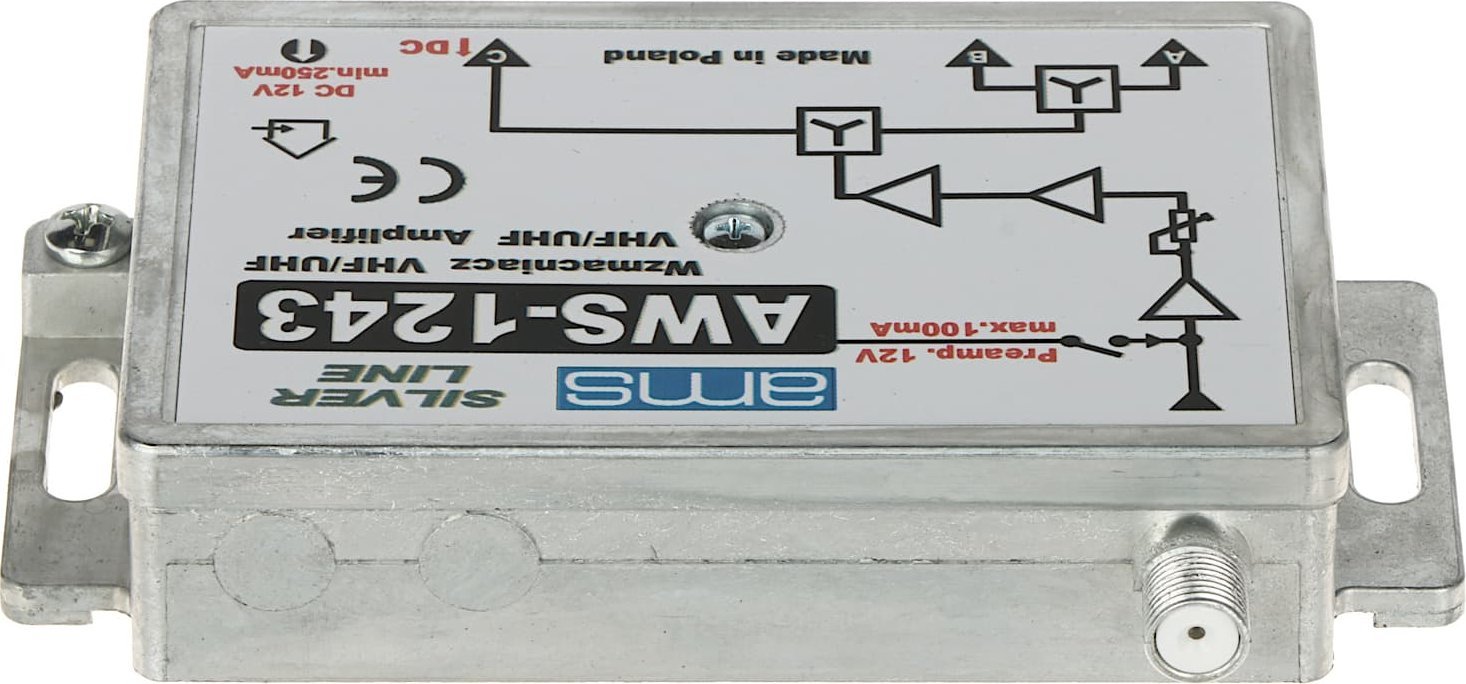 ams
SILVER
LINE
Preamp. 12V
max.100mA
AWS-1243
Wzmacniacz VHF/UHF
VHF/UHF Amplifier
CE
DC 12V
min.250mA
A
B
Made in Poland
C
DC